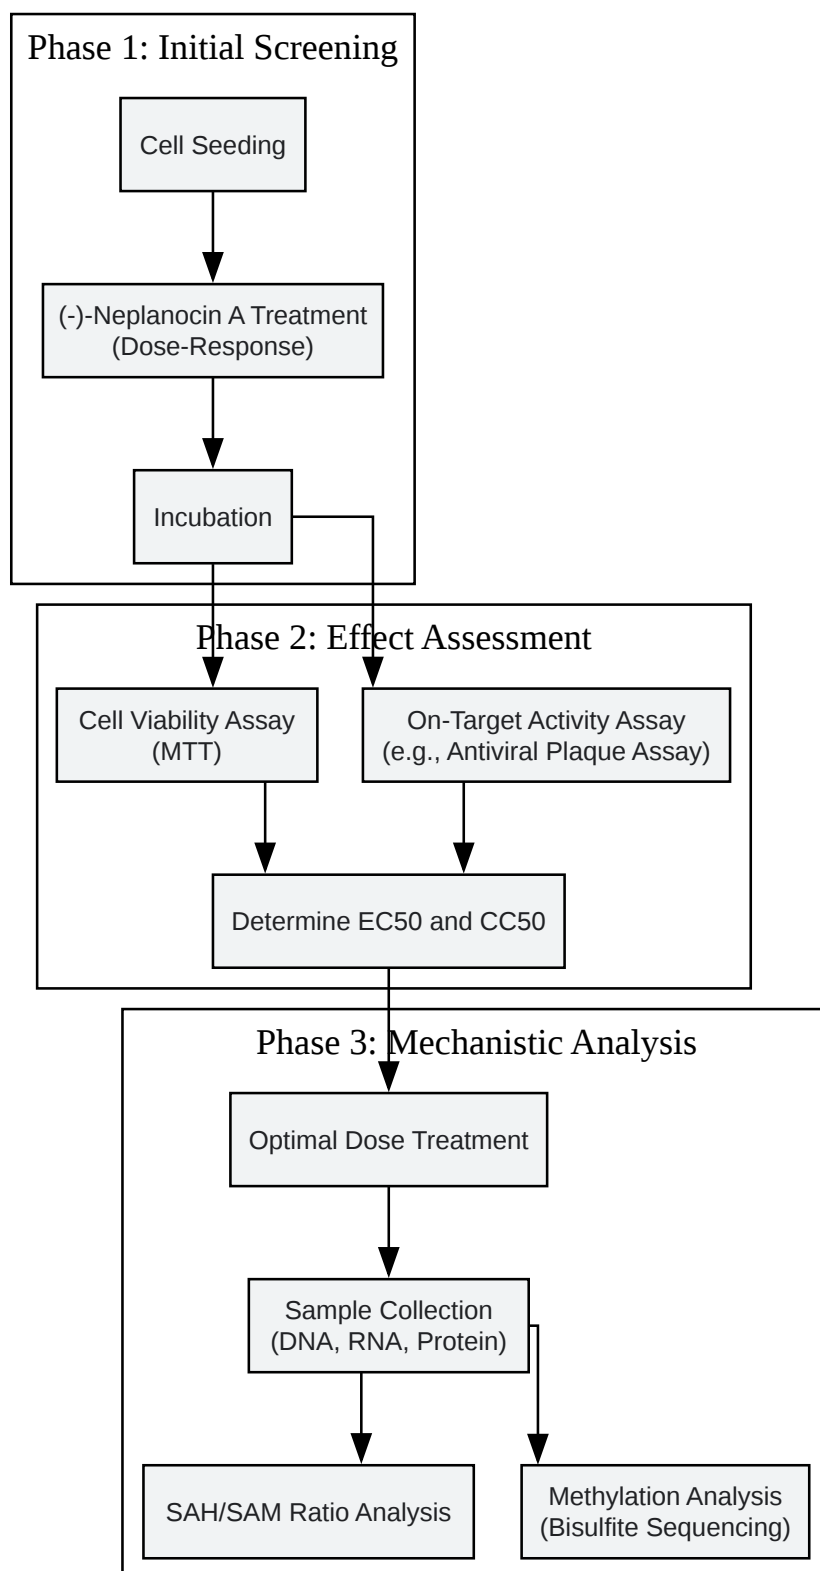 Phase 1: Initial Screening
Cell Seeding
(-)-Neplanocin A Treatment
(Dose-Response)
Incubation
Phase 2: Effect Assessment
Cell Viability Assay
(MTT)
On-Target Activity Assay
(e.g., Antiviral Plaque Assay)
Determine EC50 and CC50
Phase 3: Mechanistic Analysis
Optimal Dose Treatment
Sample Collection
(DNA, RNA, Protein)
SAH/SAM Ratio Analysis
Methylation Analysis
(Bisulfite Sequencing)